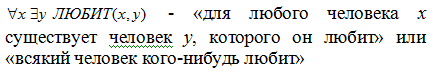 ∀x ∃y ЛЮБИТ(x, y) - «для любого человека x
существует человек y, которого он любит» или
«всякий человек кого-нибудь любит»